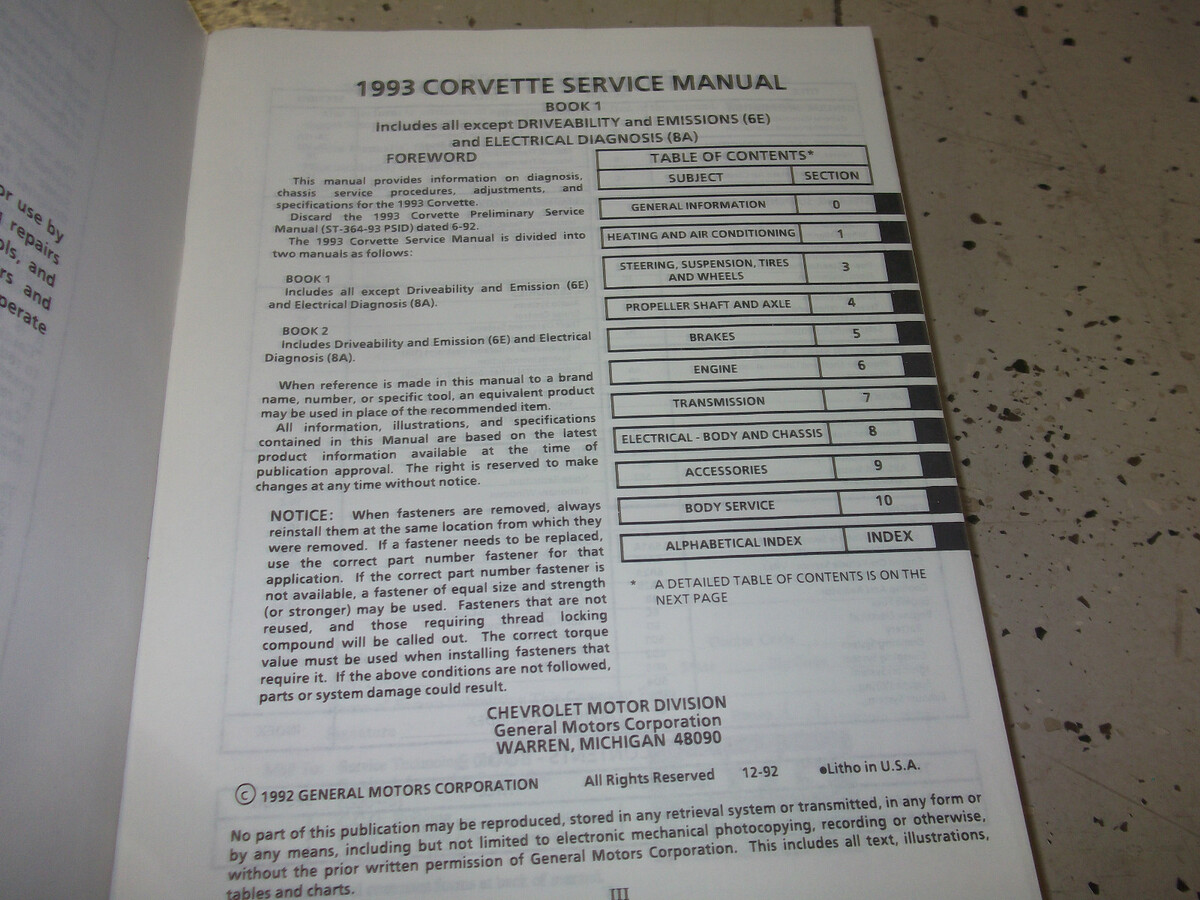 or use by
repairs
ols, and
rs and
perate
1993 CORVETTE SERVICE MANUAL
BOOK 1
Includes all except DRIVEABILITY and EMISSIONS (6E)
and ELECTRICAL DIAGNOSIS (8A)
FOREWORD
This manual provides information on diagnosis,
chassis service procedures, adjustments, and
specifications for the 1993 Corvette.
Discard the 1993 Corvette Preliminary Service
Manual (ST-364-93 PSID) dated 6-92.
The 1993 Corvette Service Manual is divided into
two manuals as follows:
BOOK 1
Includes all except Driveability and Emission (6E)
and Electrical Diagnosis (8A).
BOOK 2
Includes Driveability and Emission (6E) and Electrical
Diagnosis (8A).
When reference is made in this manual to a brand
name, number, or specific tool, an equivalent product
may be used in place of the recommended item.
All information, illustrations, and specifications
contained in this Manual are based on the latest
product information available at the time of
publication approval. The right is reserved to make
changes at any time without notice.
NOTICE: When fasteners are removed, always
reinstall them at the same location from which they
were removed. If a fastener needs to be replaced,
use the correct part number fastener for that
application. If the correct part number fastener is
not available, a fastener of equal size and strength
(or stronger) may be used. Fasteners that are not
reused, and those requiring thread locking
compound will be called out. The correct torque
value must be used when installing fasteners that
require it. If the above conditions are not followed,
parts or system damage could result.
TABLE OF CONTENTS*
SUBJECT SECTION
GENERAL INFORMATION 0
HEATING AND AIR CONDITIONING 1
STEERING, SUSPENSION, TIRES
AND WHEELS 3
PROPELLER SHAFT AND AXLE 4
BRAKES 5
ENGINE 6
TRANSMISSION 7
ELECTRICAL - BODY AND CHASSIS 8
ACCESSORIES 9
BODY SERVICE 10
ALPHABETICAL INDEX INDEX
* A DETAILED TABLE OF CONTENTS IS ON THE
NEXT PAGE
CHEVROLET MOTOR DIVISION
General Motors Corporation
WARREN, MICHIGAN 48090
© 1992 GENERAL MOTORS CORPORATION All Rights Reserved 12-92 •Litho in U.S.A.
No part of this publication may be reproduced, stored in any retrieval system or transmitted, in any form or
by any means, including but not limited to electronic mechanical photocopying, recording or otherwise,
without the prior written permission of General Motors Corporation. This includes all text, illustrations,
tables and charts.
III